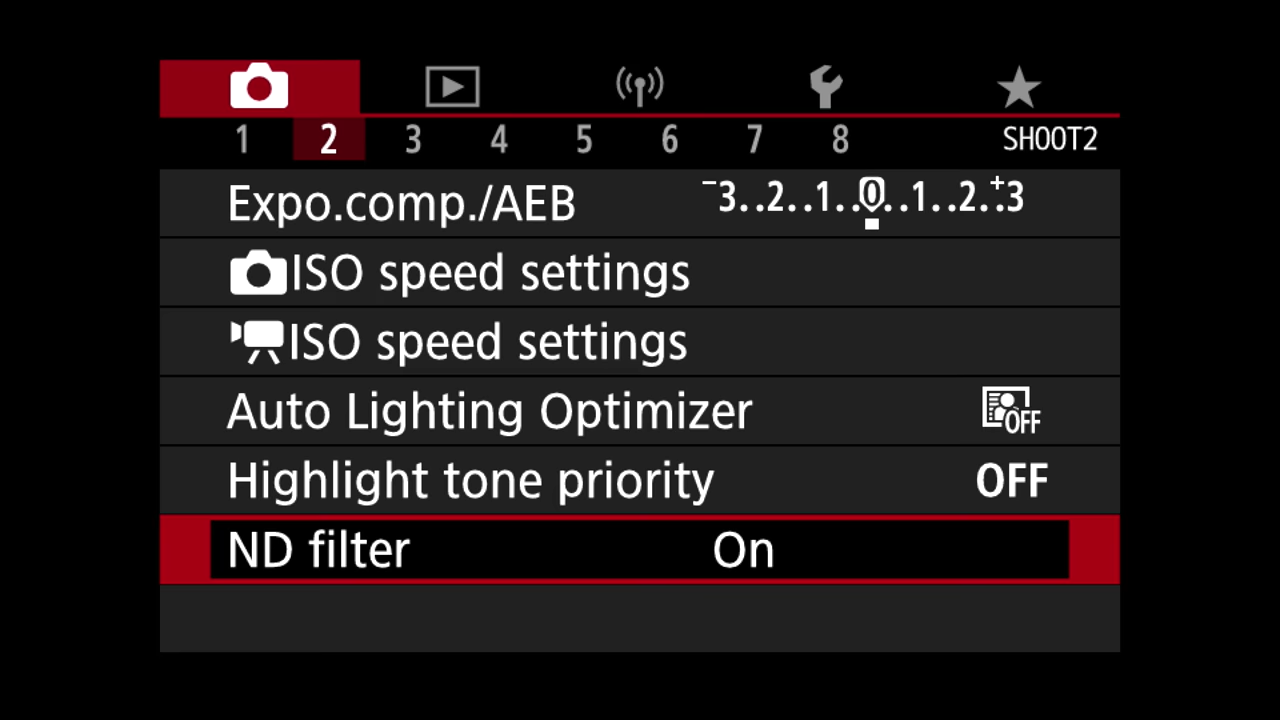 1 2 3 4 5 6 7 8 SHOOT2
Expo.comp./AEB -3..2..1..0..1..2..+3
ISO speed settings
ISO speed settings
Auto Lighting Optimizer OFF
Highlight tone priority OFF
ND filter On